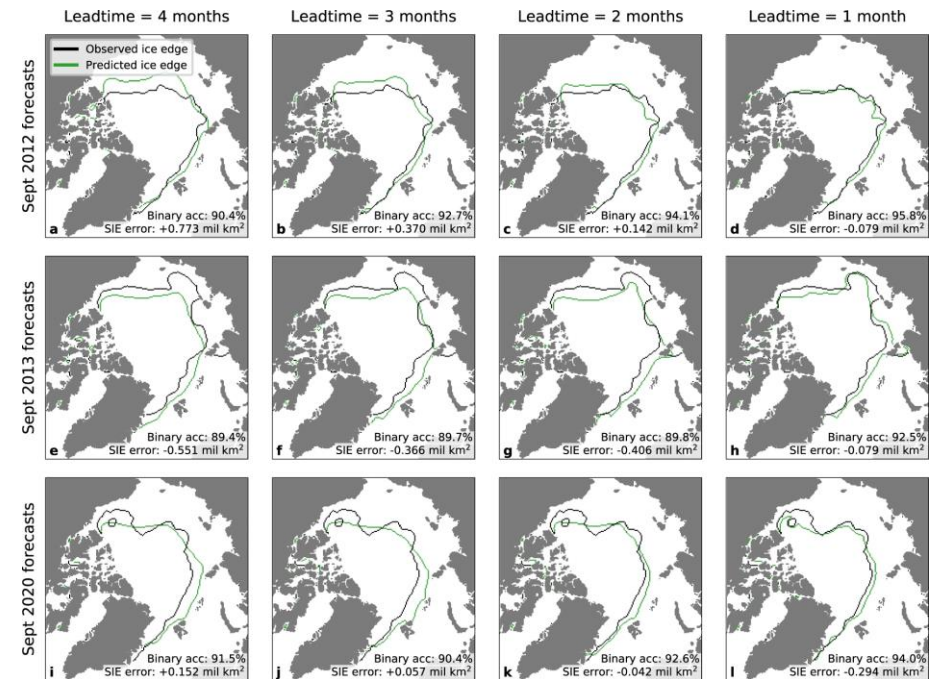 Leadtime = 4 months
Leadtime = 3 months
Leadtime = 2 months
Leadtime = 1 month
Sept 2012 forecasts
Observed ice edge
Predicted ice edge
Binary acc: 90.4%
a SIE error: +0.773 mil km²
Binary acc: 92.7%
b SIE error: +0.370 mil km²
Binary acc: 94.1%
c SIE error: +0.142 mil km²
Binary acc: 95.8%
d SIE error: -0.079 mil km²
Sept 2013 forecasts
Binary acc: 89.4%
e SIE error: -0.551 mil km²
Binary acc: 89.7%
f SIE error: -0.366 mil km²
Binary acc: 89.8%
g SIE error: -0.406 mil km²
Binary acc: 92.5%
h SIE error: -0.079 mil km²
Sept 2020 forecasts
Binary acc: 91.5%
i SIE error: +0.152 mil km²
Binary acc: 90.4%
j SIE error: +0.057 mil km²
Binary acc: 92.6%
k SIE error: -0.042 mil km²
Binary acc: 94.0%
l SIE error: -0.294 mil km²